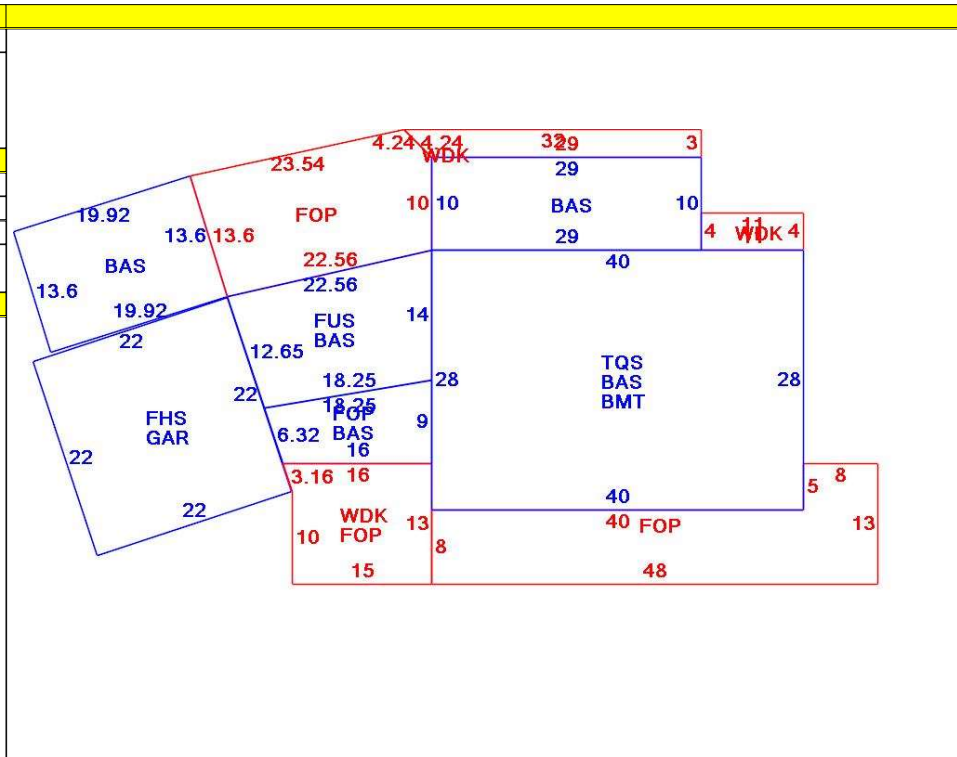 4.24 4.24 32 29 3
WDK
23.54
29
19.92
FOP
10 10 BAS 10
13.6 13.6
29
4 WDK 11 4
BAS
22.56
40
13.6
22.56
19.92
22
FUS
BAS
14
12.65
TQS
BAS
BMT
18.25
28
28
22
18.25
FOP
BAS
FHS
GAR
9
6.32
16
22
3.16 16
8
5
22
WDK
FOP
40
13
40 FOP
13
10
8
15
48